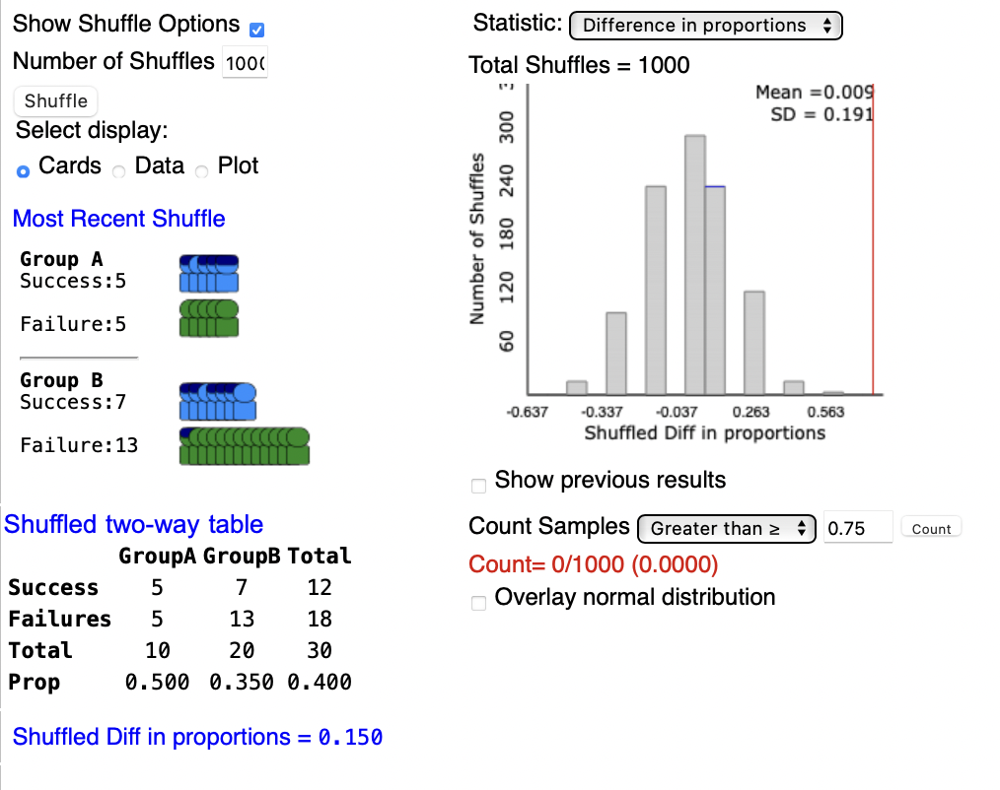 Show Shuffle Options
Number of Shuffles 100
Shuffle
Select display:
Cards Data Plot
Most Recent Shuffle
Group A
Success:5
Failure:5
Group B
Success:7
Failure:13
Shuffled two-way table
GroupA GroupB Total
Success 5 7 12
Failures 5 13 18
Total 10 20 30
Prop 0.500 0.350 0.400
Shuffled Diff in proportions = 0.150
Statistic: Difference in proportions
Total Shuffles = 1000
Mean =0.009
SD = 0.191
Number of Shuffles
60 120 180 240 300
-0.637 -0.337 -0.037 0.263 0.563
Shuffled Diff in proportions
Show previous results
Count Samples Greater than ≥ 0.75 Count
Count= 0/1000 (0.0000)
Overlay normal distribution